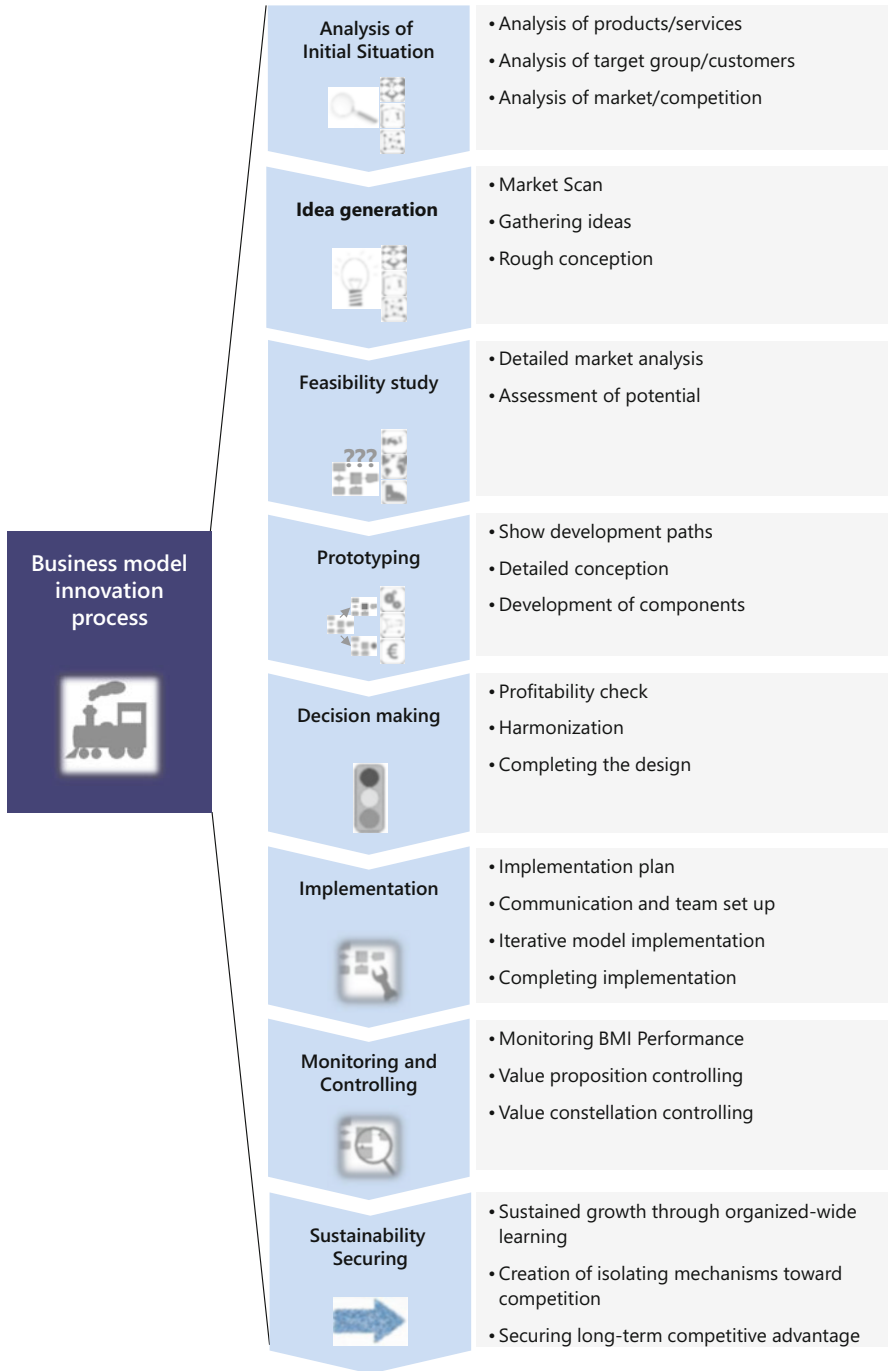 Business model
innovation
process
Analysis of
Initial Situation
• Analysis of products/services
• Analysis of target group/customers
• Analysis of market/competition
Idea generation
• Market Scan
• Gathering ideas
• Rough conception
Feasibility study
???
• Detailed market analysis
• Assessment of potential
Prototyping
€
• Show development paths
• Detailed conception
• Development of components
Decision making
• Profitability check
• Harmonization
• Completing the design
Implementation
• Implementation plan
• Communication and team set up
• Iterative model implementation
• Completing implementation
Monitoring and
Controlling
• Monitoring BMI Performance
• Value proposition controlling
• Value constellation controlling
Sustainability
Securing
• Sustained growth through organized-wide
learning
• Creation of isolating mechanisms toward
competition
• Securing long-term competitive advantage